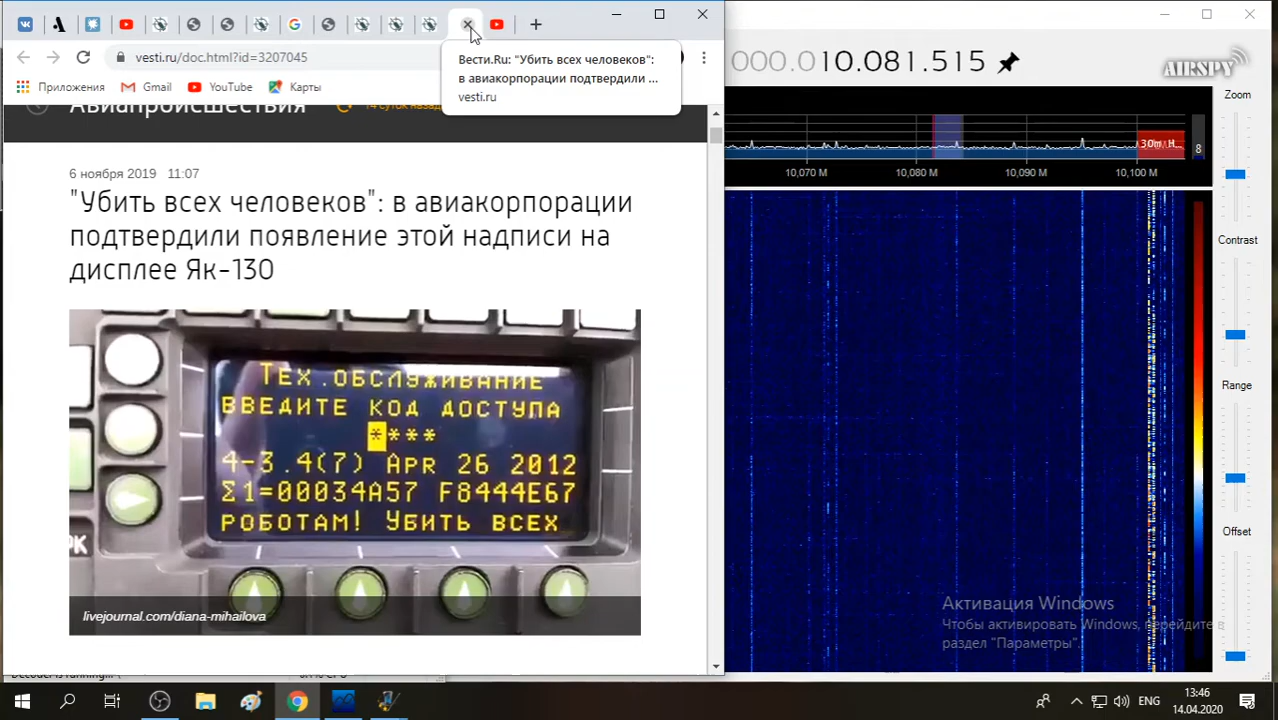 vesti.ru/doc.html?id=3207045
Приложения
Gmail
YouTube
Карты
Вести.Ru: "Убить всех человеков":
в авиакорпорации подтвердили ...
vesti.ru
Авиапроисшествия
14 суток назад
6 ноября 2019 11:07
"Убить всех человеков": в авиакорпорации
подтвердили появление этой надписи на
дисплее Як-130
Тех.обслуживание
Введите код доступа
****
4-3.4(7) Apr 26 2012
Σ1=00034A57 F8444E67
роботам! Убить всех
livejournal.com/diana-mihailova
000.010.081.515
AIRSPY
Zoom
8
10,070 M
10,080 M
10,090 M
10,100 M
Contrast
Range
Offset
Активация Windows
Чтобы активировать Windows, перейдите в
раздел "Параметры".
ENG
13:46
14.04.2020